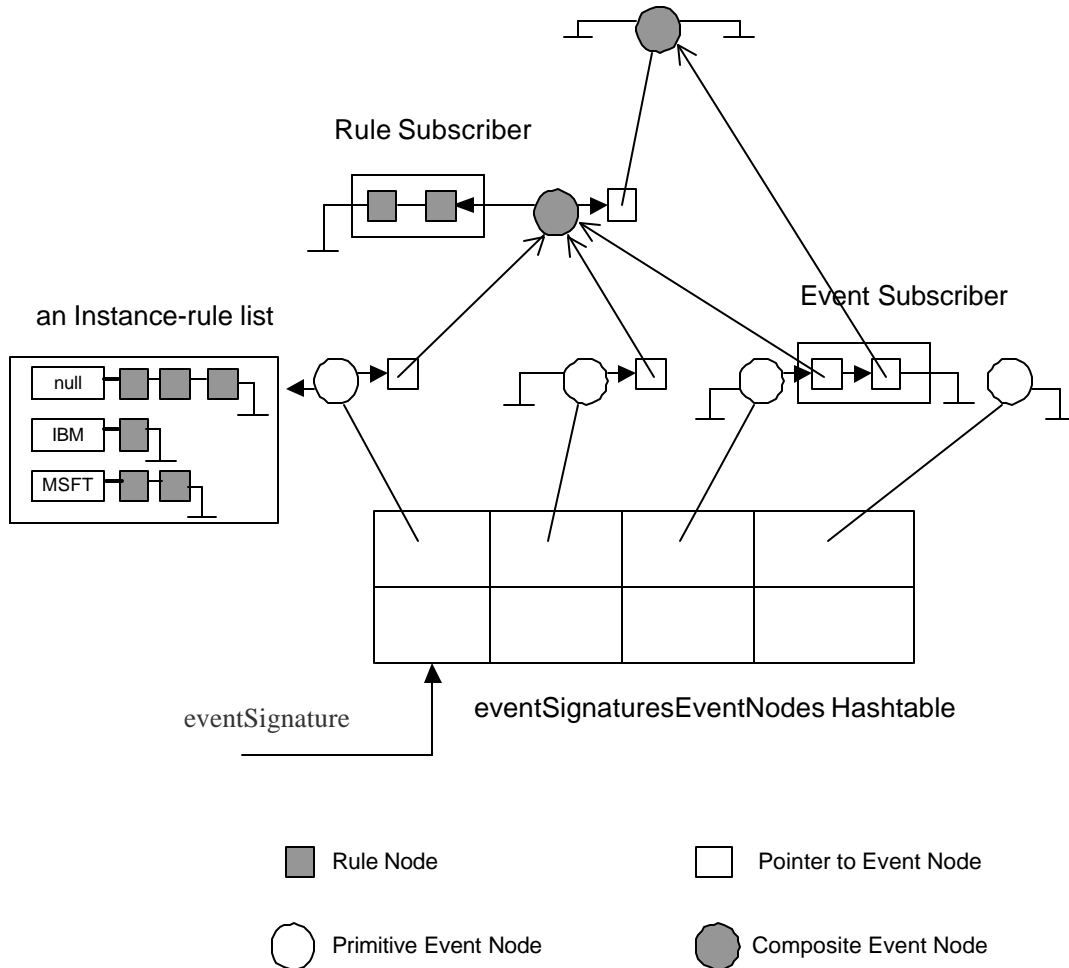 Rule Subscriber
an Instance-rule list
Event Subscriber
null
IBM
MSFT
eventSignature
eventSignaturesEventNodes Hashtable
Rule Node
Pointer to Event Node
Primitive Event Node
Composite Event Node